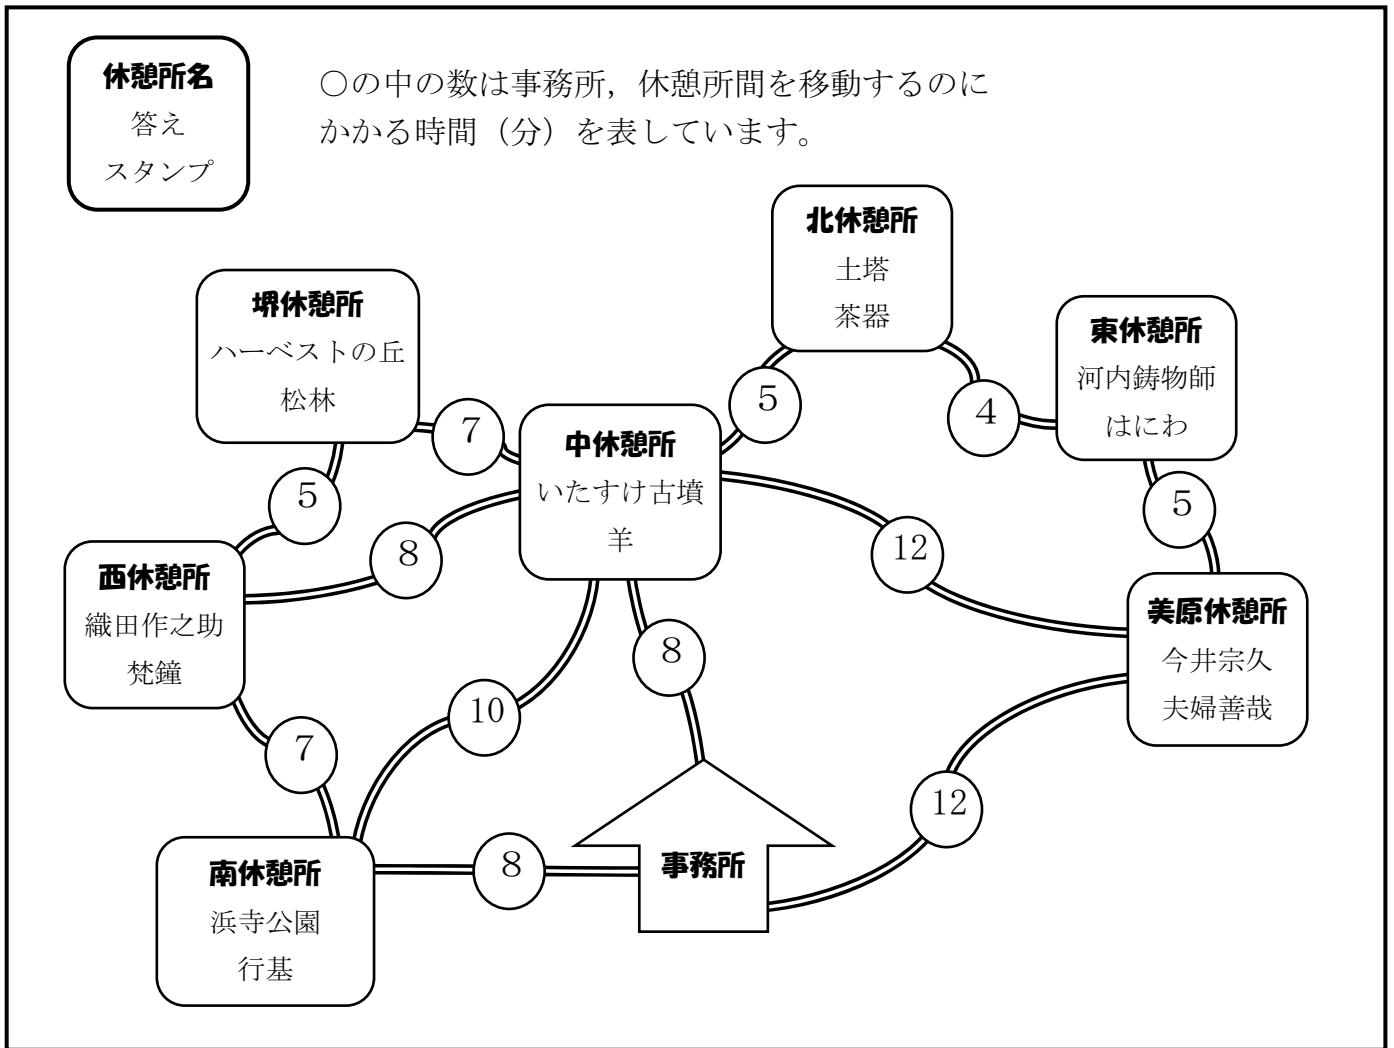 休憩所名
答え
スタンプ
○の中の数は事務所，休憩所間を移動するのに
かかる時間（分）を表しています。
北休憩所
土塔
茶器
堺休憩所
ハーベストの丘
松林
東休憩所
河内鋳物師
はにわ
5
4
7
中休憩所
いたすけ古墳
羊
5
5
8
12
西休憩所
織田作之助
梵鐘
美原休憩所
今井宗久
夫婦善哉
8
10
7
12
南休憩所
浜寺公園
行基
8
事務所